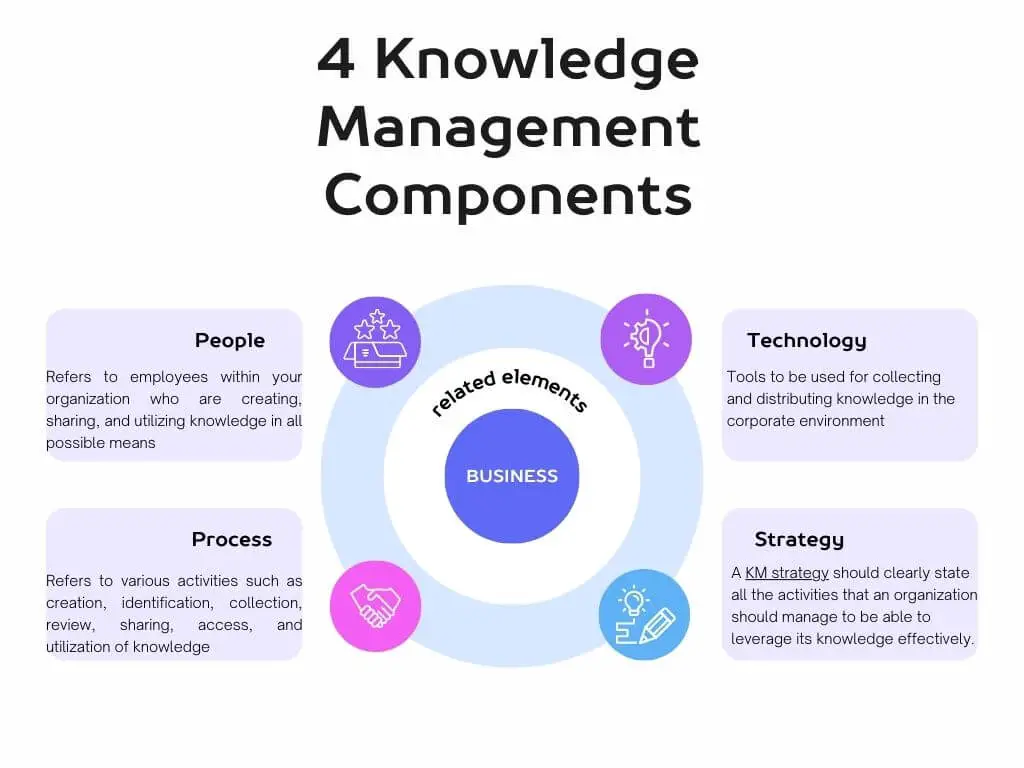 4 Knowledge
Management
Components
People
Refers to employees within your
organization who are creating,
sharing, and utilizing knowledge in all
possible means
Technology
Tools to be used for collecting
and distributing knowledge in the
corporate environment
related elements
BUSINESS
Process
Refers to various activities such as
creation, identification, collection,
review, sharing, access, and
utilization of knowledge
Strategy
A KM strategy should clearly state
all the activities that an organization
should manage to be able to
leverage its knowledge effectively.